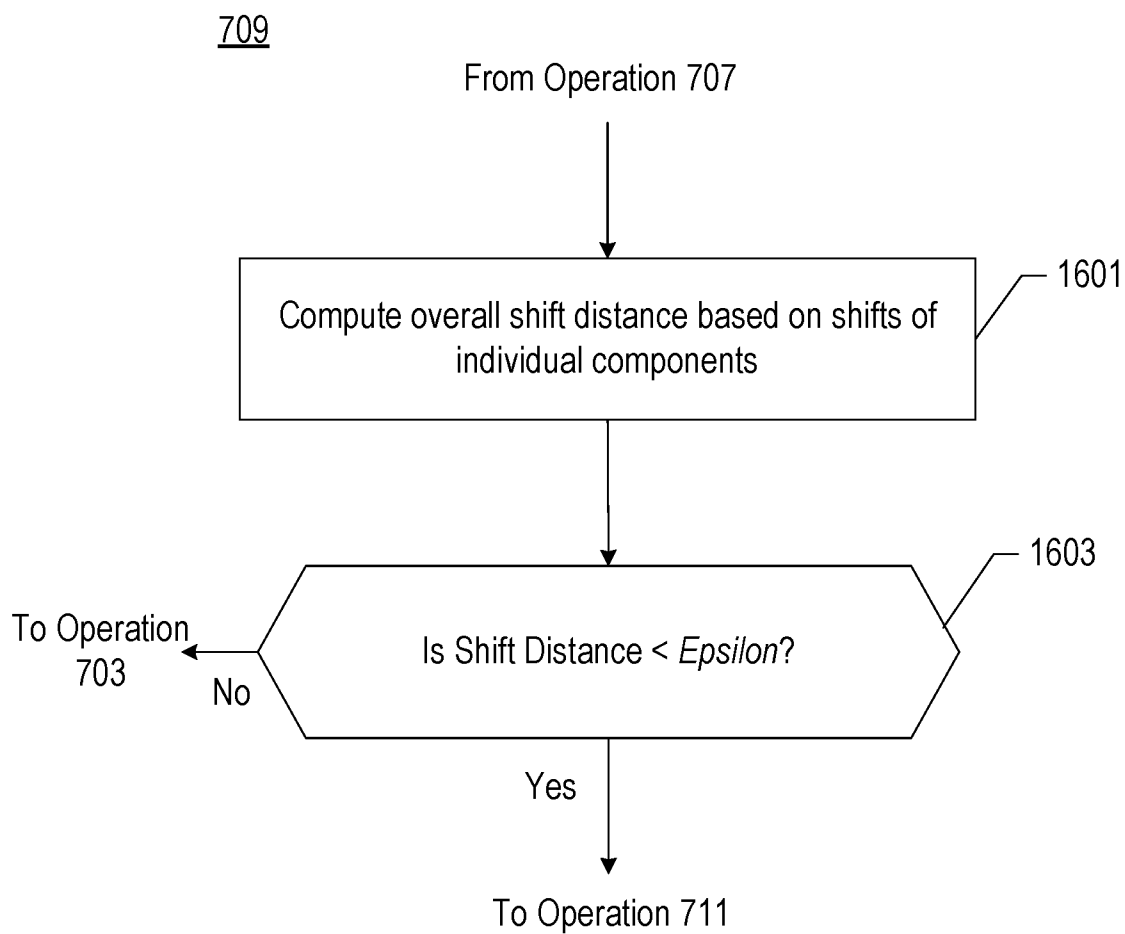 709
From Operation 707
1601
Compute overall shift distance based on shifts of
individual components
1603
Is Shift Distance < Epsilon?
To Operation
703
No
Yes
To Operation 711